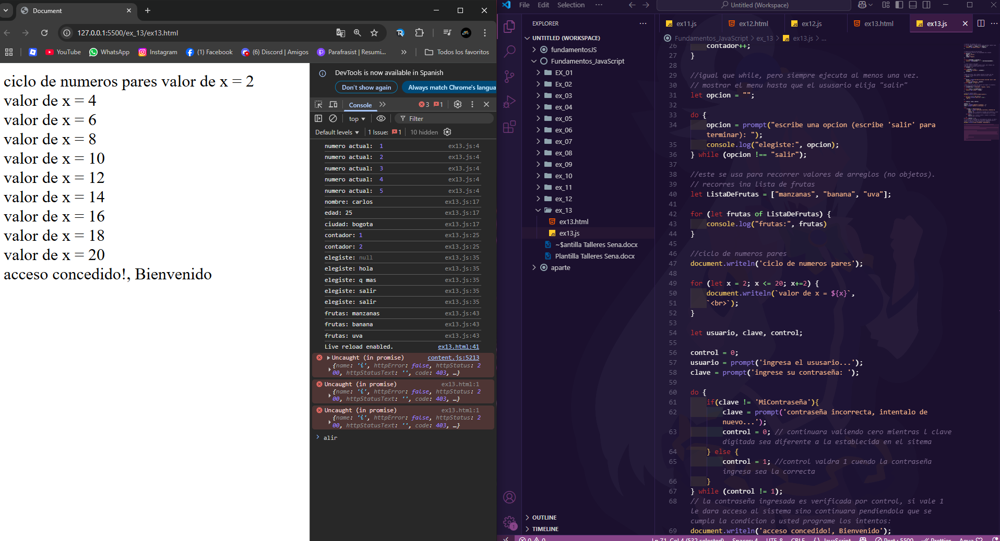 Document
127.0.0.1:5500/ex_13/ex13.html
YouTube WhatsApp Instagram (1) Facebook (6) Discord | Amigos Parafrasist | Resumi... » Todos los favoritos
ciclo de numeros pares valor de x = 2
valor de x = 4
valor de x = 6
valor de x = 8
valor de x = 10
valor de x = 12
valor de x = 14
valor de x = 16
valor de x = 18
valor de x = 20
acceso concedido!, Bienvenido
DevTools is now available in Spanish
Don't show again Always match Chrome's langua
Console » 3 1
top Filter
Default levels 1 Issue: 1 10 hidden
numero actual: 1 ex13.js:4
numero actual: 2 ex13.js:4
numero actual: 3 ex13.js:4
numero actual: 4 ex13.js:4
numero actual: 5 ex13.js:4
nombre: carlos ex13.js:17
edad: 25 ex13.js:17
ciudad: bogota ex13.js:17
contador: 1 ex13.js:25
contador: 2 ex13.js:25
elegiste: null ex13.js:35
elegiste: hola ex13.js:35
elegiste: q mas ex13.js:35
elegiste: salir ex13.js:35
elegiste: salir ex13.js:35
frutas: manzanas ex13.js:43
frutas: banana ex13.js:43
frutas: uva ex13.js:43
Live reload enabled. ex13.html:41
Uncaught (in promise) content.js:5213
{name: 'i', httpError: false, httpStatus: 2
00, httpStatusText: '', code: 403, …}
Uncaught (in promise) ex13.html:1
{name: 'i', httpError: false, httpStatus: 2
00, httpStatusText: '', code: 403, …}
Uncaught (in promise) ex13.html:1
{name: 'i', httpError: false, httpStatus: 2
00, httpStatusText: '', code: 403, …}
> alir
File Edit Selection ··· Untitled (Workspace)
EXPLORER
UNTITLED (WORKSPACE)
fundamentosJS
Fundamentos_JavaScript
EX_01
Ex_02
ex_03
ex_04
ex_05
ex_06
ex_07
ex_08
ex_09
ex_10
ex_11
ex_12
ex_13
ex13.html
ex13.js
~$antilla Talleres Sena.docx
Plantilla Talleres Sena.docx
aparte
OUTLINE
TIMELINE
1
ex11.js ex12.html ex12.js ex13.html ex13.js
Fundamentos_JavaScript > ex_13 > ex13.js > ...
26 contador++;
27 }
28
29 //igual que while, pero siempre ejecuta al menos una vez.
30 // mostrar el menu hasta que el ususario elija "salir"
31 let opcion = "";
32
33 do {
34 opcion = prompt("escribe una opcion (escribe 'salir' para
terminar): ");
35 console.log("elegiste:", opcion);
36 } while (opcion !== "salir");
37
38 //este se usa para recorrer valores de arreglos (no objetos).
39 // recorres ina lista de frutas
40 let ListaDeFrutas = ["manzanas", "banana", "uva"];
41
42 for (let frutas of ListaDeFrutas) {
43 console.log("frutas:", frutas)
44 }
45
46 //ciclo de numeros pares
47 document.writeln('ciclo de numeros pares');
48
49 for (let x = 2; x <= 20; x+=2) {
50 document.writeln(`valor de x = ${x}`,
51 `<br>`);
52 }
53
54 let usuario, clave, control;
55
56 control = 0;
57 usuario = prompt('ingresa el ususario...');
58 clave = prompt('ingrese su contraseña: ');
59
60 do {
61 if(clave != 'MiContraseña'){
62 clave = prompt('contraseña incorrecta, intentalo de
nuevo...');
63 control = 0; // continuara valiendo cero mientras l clave
digitada sea diferente a la establecida en el sitema
64 } else {
65 control = 1; //control valdra 1 cuendo la contraseña
ingresa sea la correcta
66 }
67 } while (control != 1);
68 // la contraseña ingresada es verificada por control, si vale 1
le dara acceso al sistema sino continuara pendiendola que se
cumpla la condicion o usted programe los intentos:
69 document.writeln('acceso concedido!, Bienvenido');
0 0 Ln 71, Col 4 (532 selected) Spaces: 4 UTF-8 CRLF {} JavaScript Port : 5500 Prettier Aqua